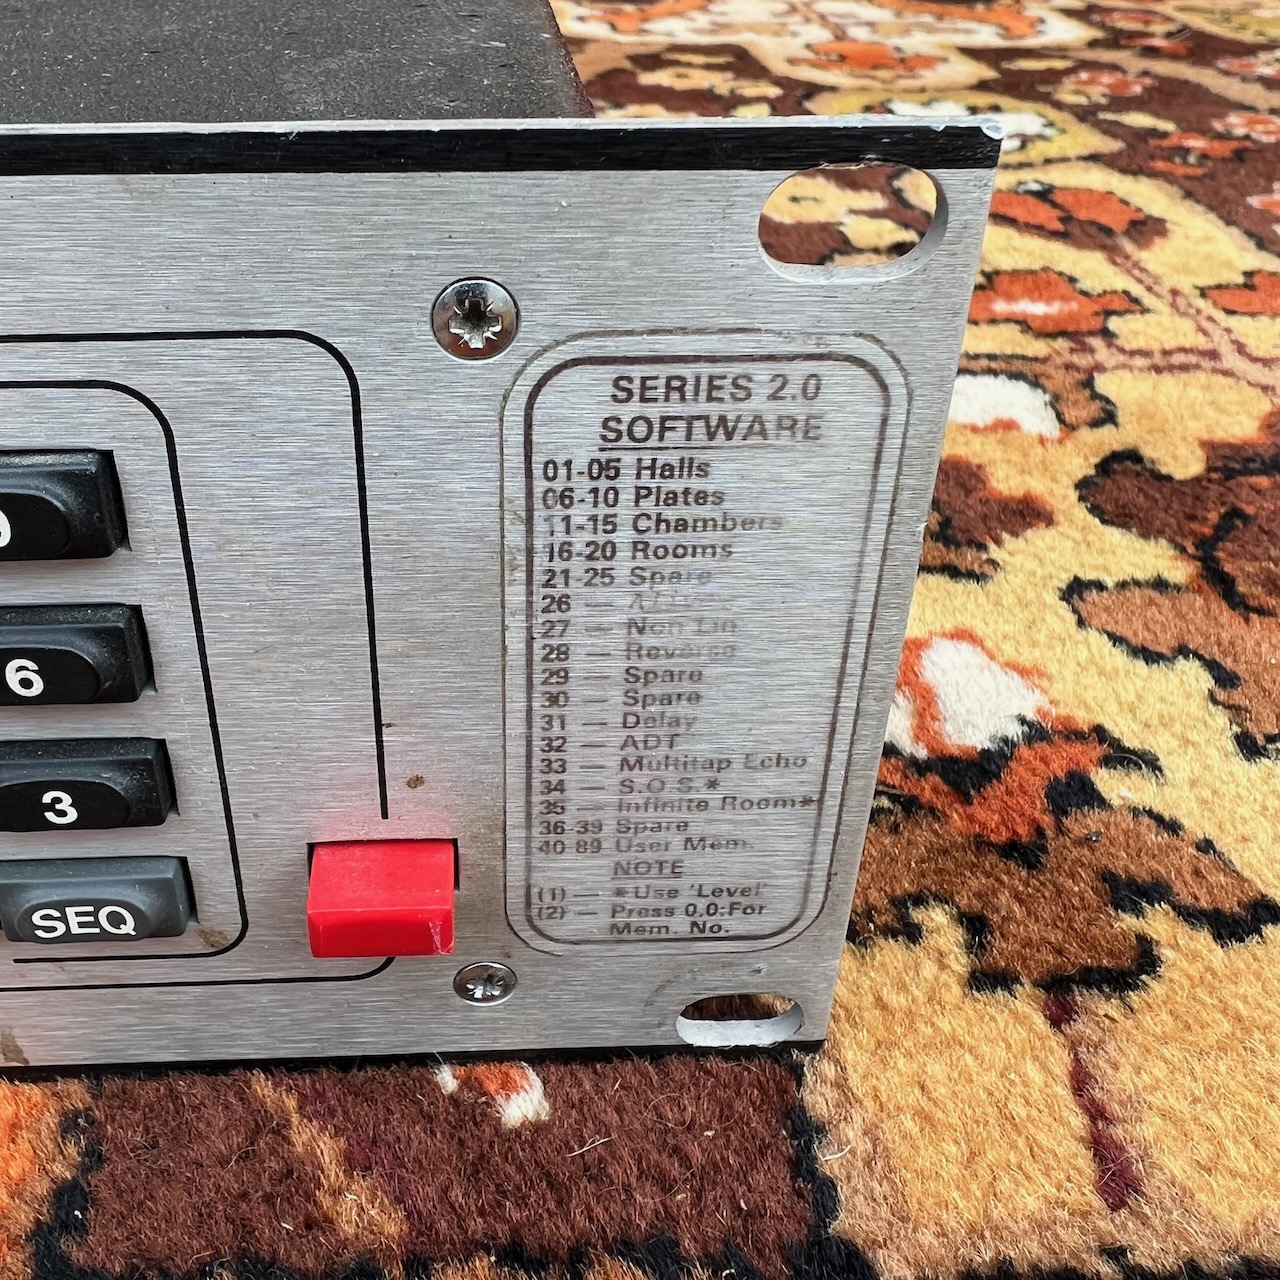 SERIES 2.0
SOFTWARE
01-05 Halls
06-10 Plates
11-15 Chambers
16-20 Rooms
21-25 Spare
26 —
27 — Non Lin
28 — Reverse
29 — Spare
30 — Spare
31 — Delay
32 — ADT
33 — Multitap Echo
34 — S.O.S.*
35 — Infinite Room*
36-39 Spare
40-89 User Mem.
NOTE
(1) — * Use 'Level'
(2) — Press 0,0:For
Mem. No.
6
3
SEQ